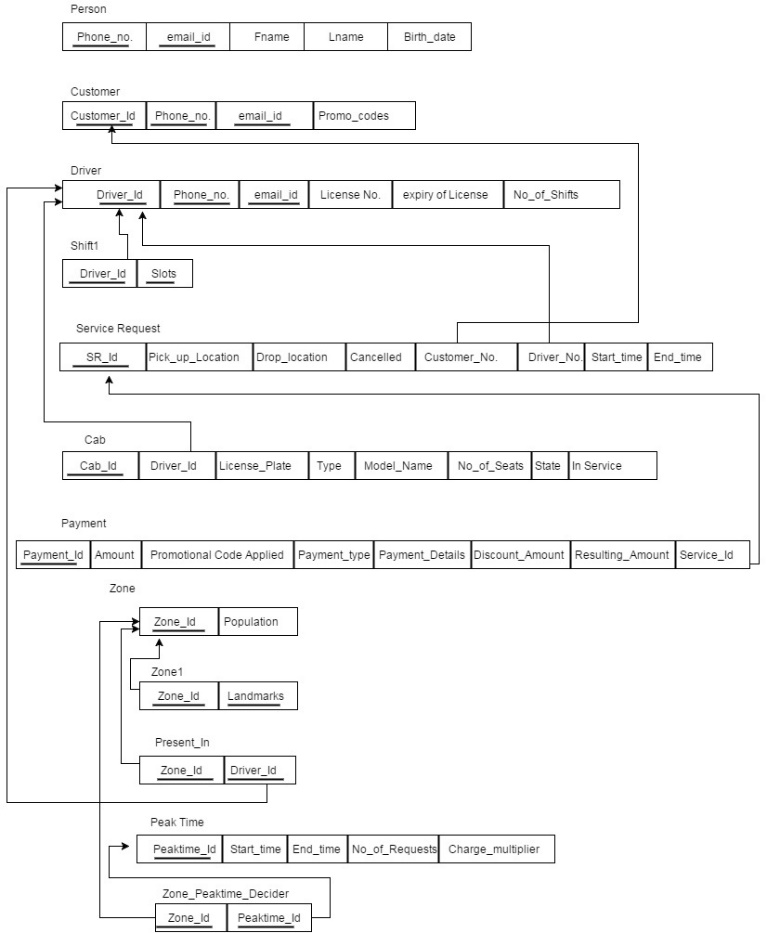 Person
Phone_no. email_id Fname Lname Birth_date
Customer
Customer_Id Phone_no. email_id Promo_codes
Driver
Driver_Id Phone_no. email_id License No. expiry of License No_of_Shifts
Shift1
Driver_Id Slots
Service Request
SR_Id Pick_up_Location Drop_location Cancelled Customer_No. Driver_No. Start_time End_time
Cab
Cab_Id Driver_Id License_Plate Type Model_Name No_of_Seats State In Service
Payment
Payment_Id Amount Promotional Code Applied Payment_type Payment_Details Discount_Amount Resulting_Amount Service_Id
Zone
Zone_Id Population
Zone1
Zone_Id Landmarks
Present_In
Zone_Id Driver_Id
Peak Time
Peaktime_Id Start_time End_time No_of_Requests Charge_multiplier
Zone_Peaktime_Decider
Zone_Id Peaktime_Id